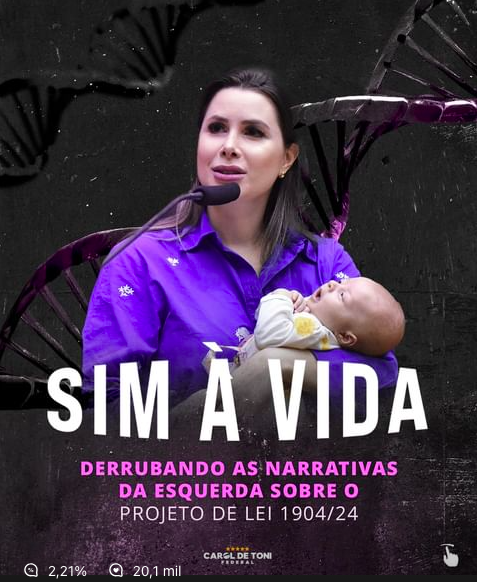 SIM À VIDA
DERRUBANDO AS NARRATIVAS
DA ESQUERDA SOBRE O
PROJETO DE LEI 1904/24
CAROL DE TONI
FEDERAL
2,21% 20,1 mil